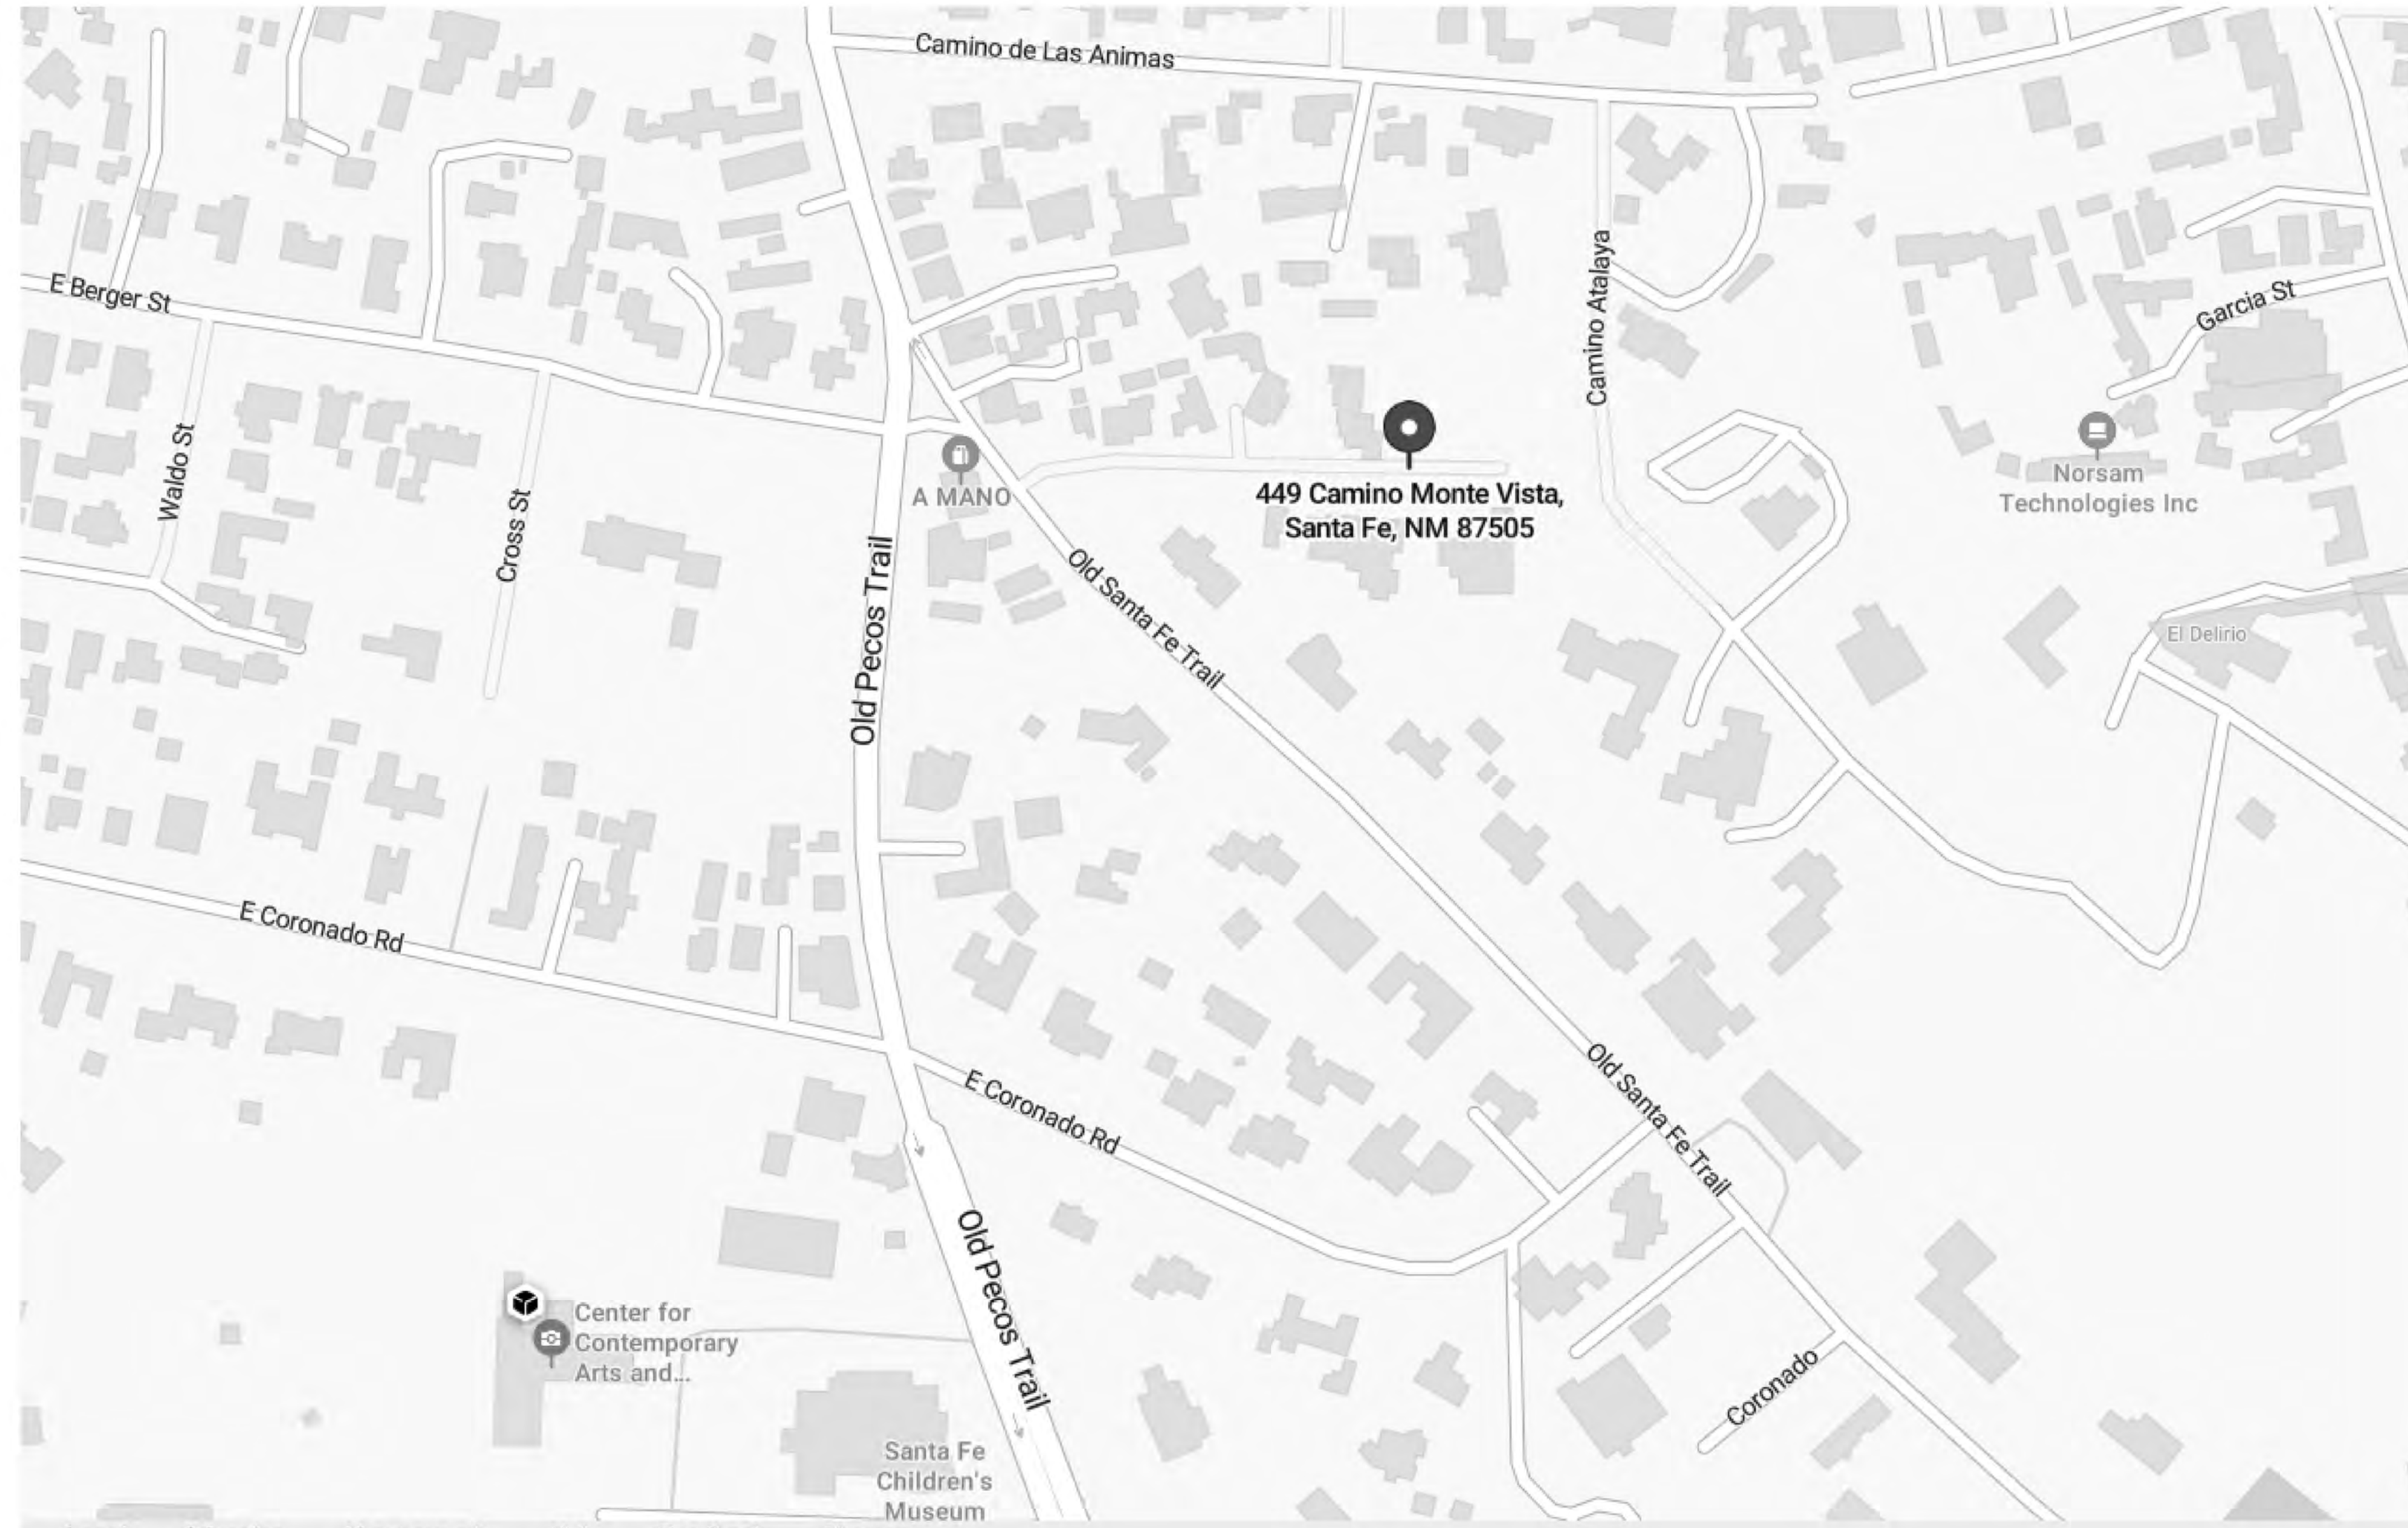 Camino de Las Animas
E Berger St
Camino Atalaya
Garcia St
Waldo St
Cross St
A MANO
449 Camino Monte Vista,
Santa Fe, NM 87505
Norsam
Technologies Inc
Old Pecos Trail
Old Santa Fe Trail
El Delirio
E Coronado Rd
E Coronado Rd
Old Santa Fe Trail
Old Pecos Trail
Center for
Contemporary
Arts and...
Coronado
Santa Fe
Children's
Museum